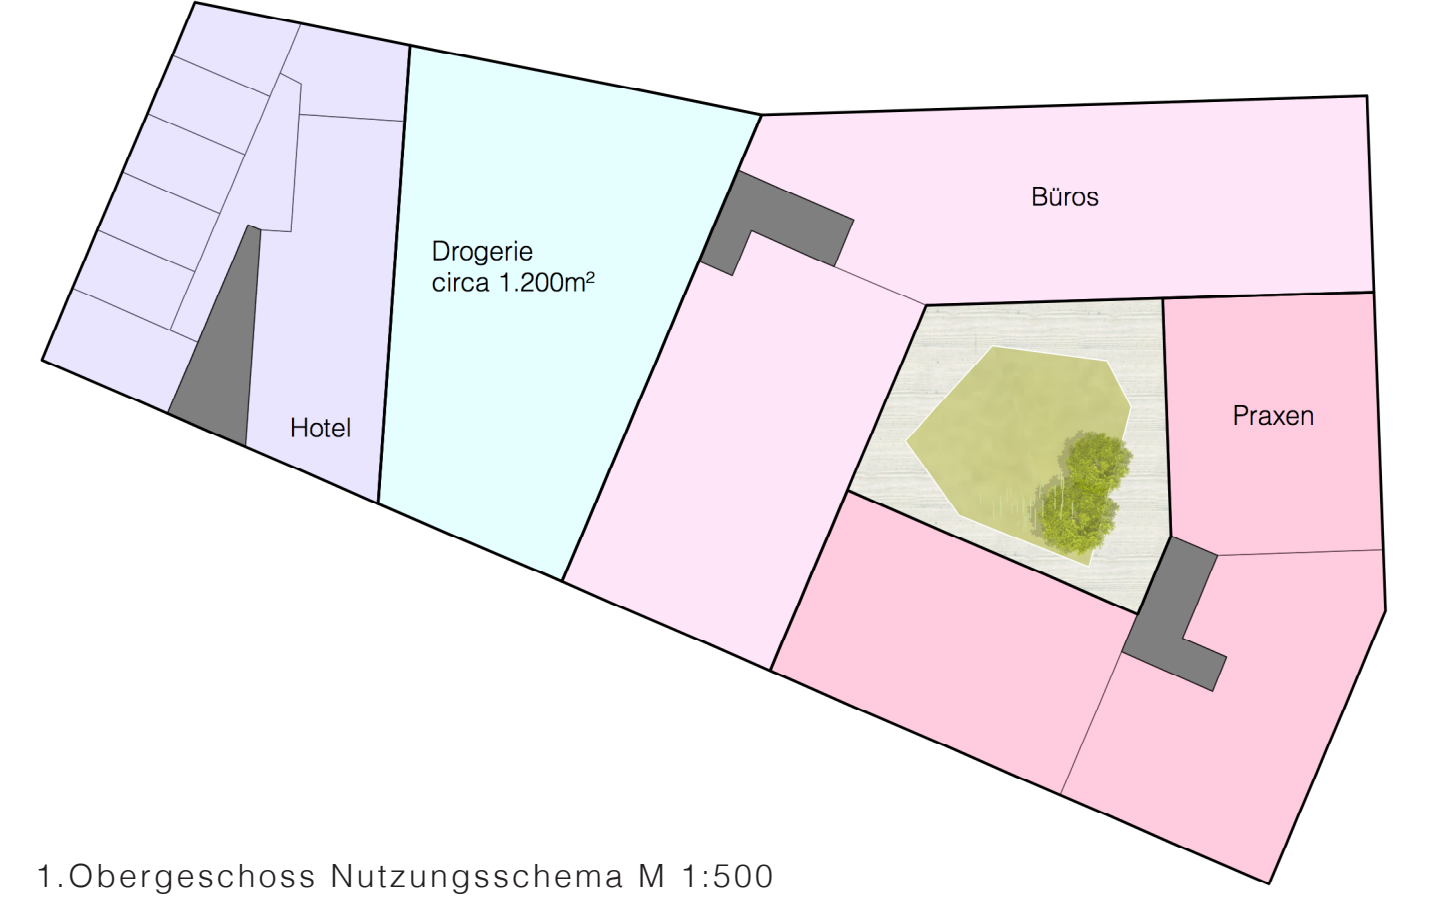 Büros
Drogerie
circa 1.200m²
Praxen
Hotel
1.Obergeschoss Nutzungsschema M 1:500